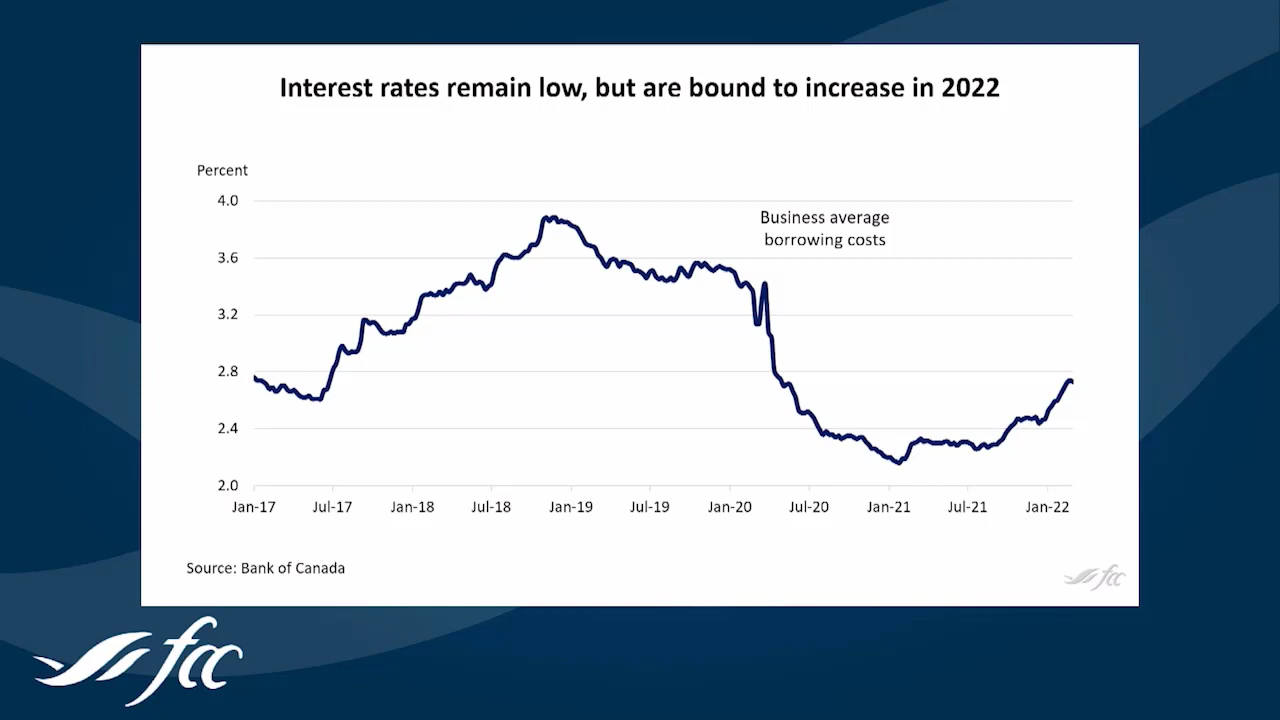 Interest rates remain low, but are bound to increase in 2022
Percent
4.0
3.6
3.2
2.8
2.4
2.0
Business average
borrowing costs
Jan-17 Jul-17 Jan-18 Jul-18 Jan-19 Jul-19 Jan-20 Jul-20 Jan-21 Jul-21 Jan-22
Source: Bank of Canada
fcc
fcc